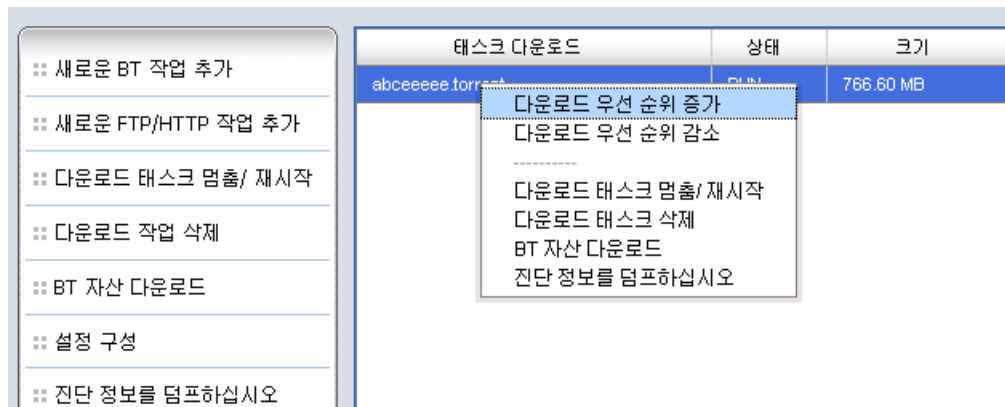 새로운 BT 작업 추가
새로운 FTP/HTTP 작업 추가
다운로드 태스크 멈춤/ 재시작
다운로드 작업 삭제
BT 자산 다운로드
설정 구성
진단 정보를 덤프하십시오
태스크 다운로드 상태 크기
abceeeee.torrent RUN 766.60 MB
다운로드 우선 순위 증가
다운로드 우선 순위 감소
----------
다운로드 태스크 멈춤/ 재시작
다운로드 태스크 삭제
BT 자산 다운로드
진단 정보를 덤프하십시오